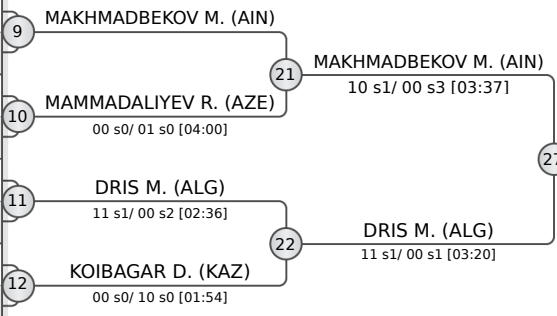 9
MAKHMADBEKOV M. (AIN)
MAKHMADBEKOV M. (AIN)
21
10 s1/ 00 s3 [03:37]
10
MAMMADALIYEV R. (AZE)
00 s0/ 01 s0 [04:00]
27
11
DRIS M. (ALG)
11 s1/ 00 s2 [02:36]
DRIS M. (ALG)
22
11 s1/ 00 s1 [03:20]
12
KOIBAGAR D. (KAZ)
00 s0/ 10 s0 [01:54]